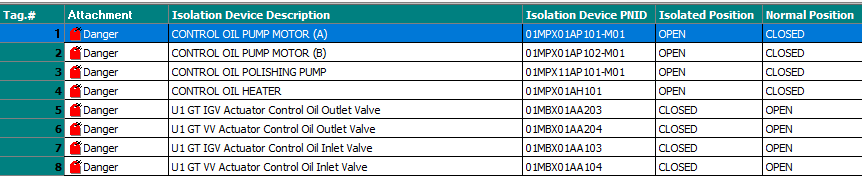 Tag.# Attachment Isolation Device Description Isolation Device PNID Isolated Position Normal Position
1 Danger CONTROL OIL PUMP MOTOR (A) 01MPX01AP101-M01 OPEN CLOSED
2 Danger CONTROL OIL PUMP MOTOR (B) 01MPX01AP102-M01 OPEN CLOSED
3 Danger CONTROL OIL POLISHING PUMP 01MPX11AP101-M01 OPEN CLOSED
4 Danger CONTROL OIL HEATER 01MPX01AH101 OPEN CLOSED
5 Danger U1 GT IGV Actuator Control Oil Outlet Valve 01MBX01AA203 CLOSED OPEN
6 Danger U1 GT VV Actuator Control Oil Outlet Valve 01MBX01AA204 CLOSED OPEN
7 Danger U1 GT IGV Actuator Control Oil Inlet Valve 01MBX01AA103 CLOSED OPEN
8 Danger U1 GT VV Actuator Control Oil Inlet Valve 01MBX01AA104 CLOSED OPEN